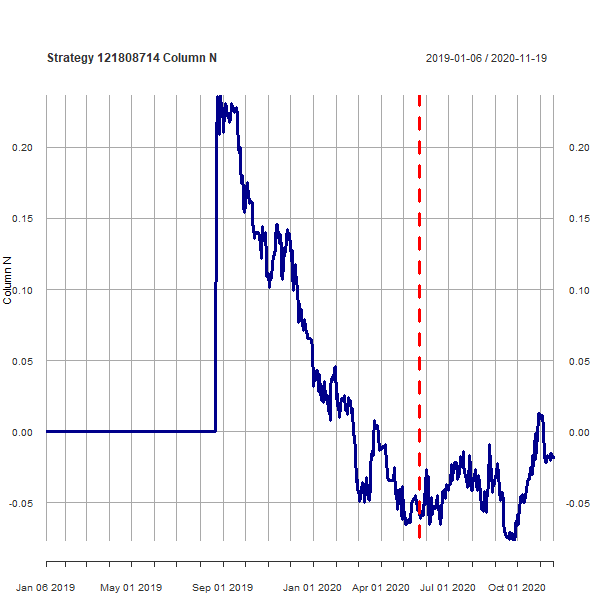 Strategy 121808714 Column N
2019-01-06 / 2020-11-19
0.20
0.20
0.15
0.15
0.10
0.10
0.05
0.05
0.00
0.00
-0.05
-0.05
Column N
Jan 06 2019
May 01 2019
Sep 01 2019
Jan 01 2020
Apr 01 2020
Jul 01 2020
Oct 01 2020